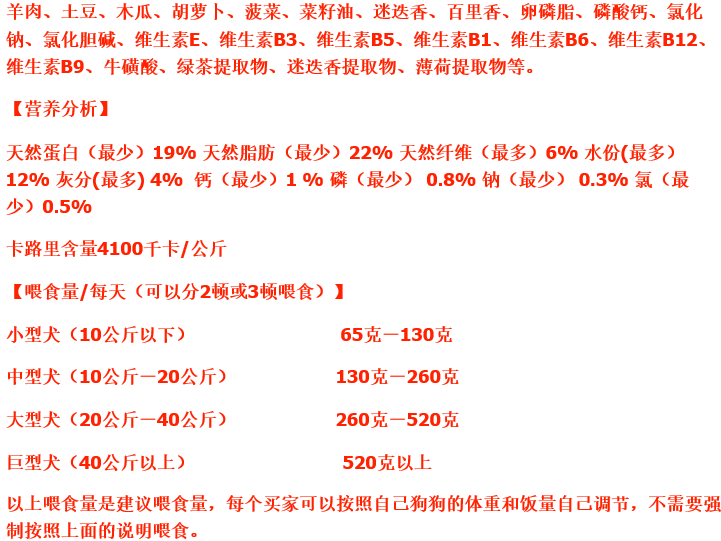 羊肉、土豆、木瓜、胡萝卜、菠菜、菜籽油、迷迭香、百里香、卵磷脂、磷酸钙、氯化
钠、氯化胆碱、维生素E、维生素B3、维生素B5、维生素B1、维生素B6、维生素B12、
维生素B9、牛磺酸、绿茶提取物、迷迭香提取物、薄荷提取物等。
【营养分析】
天然蛋白（最少）19% 天然脂肪（最少）22% 天然纤维（最多）6% 水份(最多)
12% 灰分(最多) 4% 钙（最少）1 % 磷（最少） 0.8% 钠（最少） 0.3% 氯（最
少）0.5%
卡路里含量4100千卡/公斤
【喂食量/每天（可以分2顿或3顿喂食）】
小型犬（10公斤以下） 65克－130克
中型犬（10公斤－20公斤） 130克－260克
大型犬（20公斤－40公斤） 260克－520克
巨型犬（40公斤以上） 520克以上
以上喂食量是建议喂食量，每个买家可以按照自己狗狗的体重和饭量自己调节，不需要强
制按照上面的说明喂食。